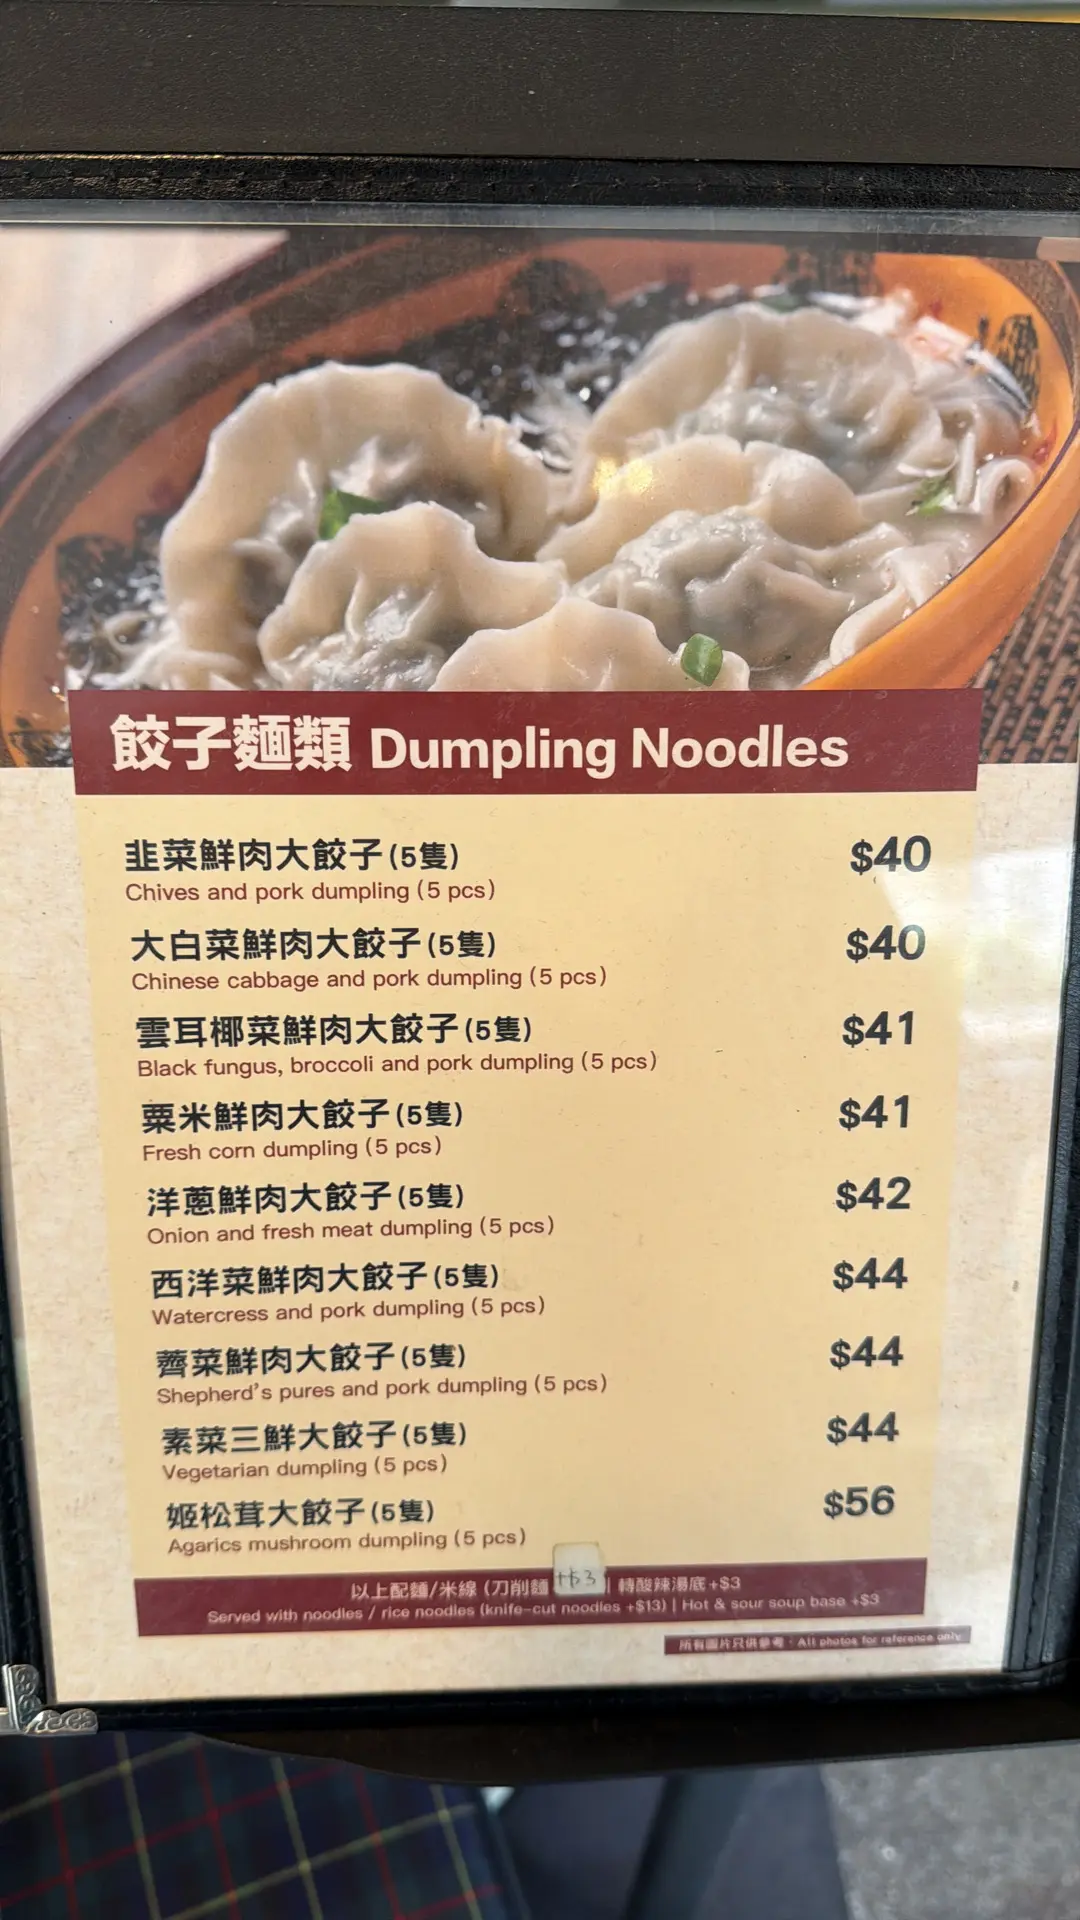 餃子麵類 Dumpling Noodles
韭菜鮮肉大餃子(5隻) $40
Chives and pork dumpling (5 pcs)
大白菜鮮肉大餃子(5隻) $40
Chinese cabbage and pork dumpling (5 pcs)
雲耳椰菜鮮肉大餃子(5隻) $41
Black fungus, broccoli and pork dumpling (5 pcs)
粟米鮮肉大餃子(5隻) $41
Fresh corn dumpling (5 pcs)
洋蔥鮮肉大餃子(5隻) $42
Onion and fresh meat dumpling (5 pcs)
西洋菜鮮肉大餃子(5隻) $44
Watercress and pork dumpling (5 pcs)
薺菜鮮肉大餃子(5隻) $44
Shepherd's pures and pork dumpling (5 pcs)
素菜三鮮大餃子(5隻) $44
Vegetarian dumpling (5 pcs)
姬松茸大餃子(5隻) $56
Agarics mushroom dumpling (5 pcs)
以上配麵/米線 (刀削麵 +$3 | 轉酸辣湯底+$3
Served with noodles / rice noodles (knife-cut noodles +$13) | Hot & sour soup base +$3
所有圖片只供參考・All photos for reference only